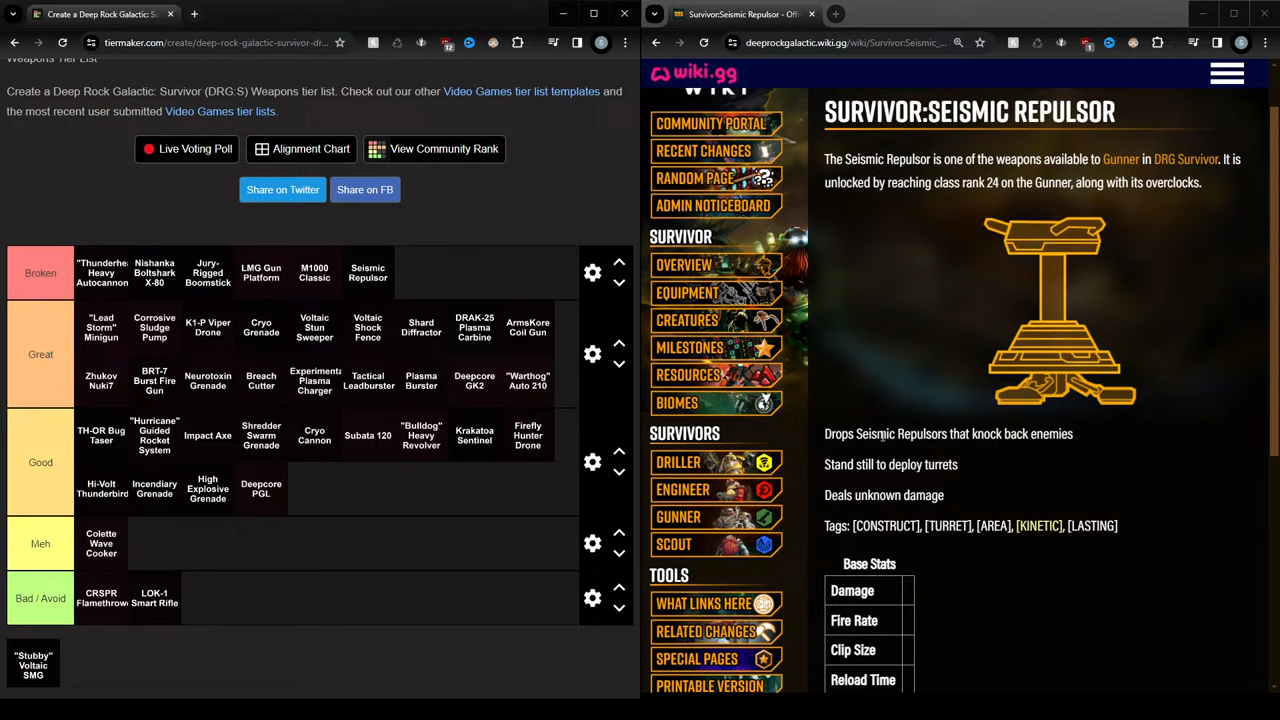 Create a Deep Rock Galactic: Su
tiermaker.com/create/deep-rock-galactic-survivor-dr...
12
S
Weapons Tier List
Create a Deep Rock Galactic: Survivor (DRG:S) Weapons tier list. Check out our other Video Games tier list templates and
the most recent user submitted Video Games tier lists.
Live Voting Poll
Alignment Chart
View Community Rank
Share on Twitter
Share on FB
Broken
"Thunderhe
Heavy
Autocannon
Nishanka
Boltshark
X-80
Jury-
Rigged
Boomstick
LMG Gun
Platform
M1000
Classic
Seismic
Repulsor
Great
"Lead
Storm"
Minigun
Corrosive
Sludge
Pump
K1-P Viper
Drone
Cryo
Grenade
Voltaic
Stun
Sweeper
Voltaic
Shock
Fence
Shard
Diffractor
DRAK-25
Plasma
Carbine
ArmsKore
Coil Gun
Zhukov
Nuki7
BRT-7
Burst Fire
Gun
Neurotoxin
Grenade
Breach
Cutter
Experimenta
Plasma
Charger
Tactical
Leadburster
Plasma
Burster
Deepcore
GK2
"Warthog"
Auto 210
Good
TH-OR Bug
Taser
"Hurricane"
Guided
Rocket
System
Impact Axe
Shredder
Swarm
Grenade
Cryo
Cannon
Subata 120
"Bulldog"
Heavy
Revolver
Krakatoa
Sentinel
Firefly
Hunter
Drone
Hi-Volt
Thunderbird
Incendiary
Grenade
High
Explosive
Grenade
Deepcore
PGL
Meh
Colette
Wave
Cooker
Bad / Avoid
CRSPR
Flamethrow
LOK-1
Smart Rifle
"Stubby"
Voltaic
SMG
Survivor:Seismic Repulsor - Off
deeprockgalactic.wiki.gg/wiki/Survivor:Seismic_...
1
S
wiki.gg
WIKI
COMMUNITY PORTAL
RECENT CHANGES
RANDOM PAGE
ADMIN NOTICEBOARD
SURVIVOR
OVERVIEW
EQUIPMENT
CREATURES
MILESTONES
RESOURCES
BIOMES
SURVIVORS
DRILLER
ENGINEER
GUNNER
SCOUT
TOOLS
WHAT LINKS HERE
RELATED CHANGES
SPECIAL PAGES
PRINTABLE VERSION
SURVIVOR:SEISMIC REPULSOR
The Seismic Repulsor is one of the weapons available to Gunner in DRG Survivor. It is
unlocked by reaching class rank 24 on the Gunner, along with its overclocks.
Drops Seismic Repulsors that knock back enemies
Stand still to deploy turrets
Deals unknown damage
Tags: [CONSTRUCT], [TURRET], [AREA], [KINETIC], [LASTING]
Base Stats
Damage
Fire Rate
Clip Size
Reload Time